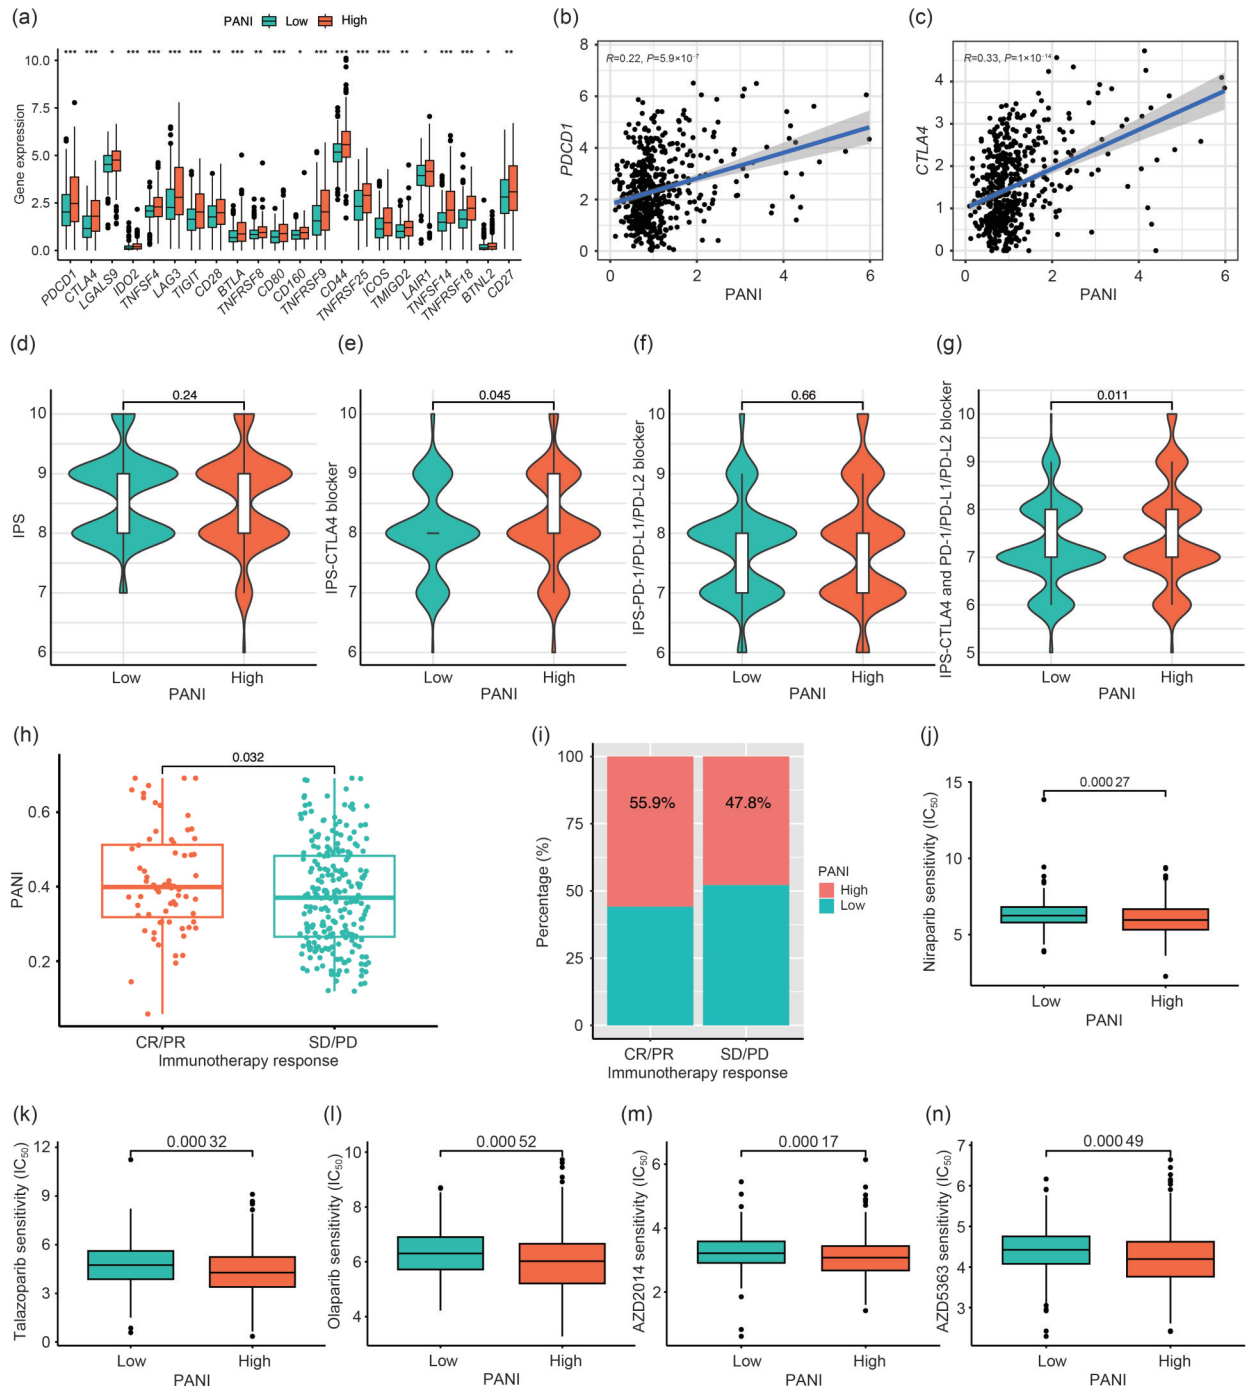 (a)
PANI Low High
*** *** * *** *** *** *** ** ** ** *** * *** *** *** *** ** * *** *** * **
Gene expression
10.0
7.5
5.0
2.5
0.0
PDCD1 CTLA4 LGALS9 IDO2 TNFSF4 LAG3 TIGIT CD28 BTLA TNFRSF8 CD80 CD160 TNFRSF9 CD44 TNFRSF25 ICOS TMIGD2 LAIR1 TNFSF14 TNFRSF18 BTNL2 CD27
(b)
R=0.22, P=5.9×10⁻⁷
PDCD1
8
6
4
2
0
0 2 4 6
PANI
(c)
R=0.33, P=1×10⁻¹⁴
CTLA4
5
4
3
2
1
0
0 2 4 6
PANI
(d)
0.24
IPS
10
9
8
7
6
Low High
PANI
(e)
0.045
IPS-CTLA4 blocker
10
9
8
7
6
Low High
PANI
(f)
0.66
IPS-PD-1/PD-L1/PD-L2 blocker
10
9
8
7
6
Low High
PANI
(g)
0.011
IPS-CTLA4 and PD-1/PD-L1/PD-L2 blocker
10
9
8
7
6
5
Low High
PANI
(h)
0.032
PANI
0.6
0.4
0.2
CR/PR SD/PD
Immunotherapy response
(i)
Percentage (%)
100
75
50
25
0
55.9% 47.8%
CR/PR SD/PD
Immunotherapy response
PANI
High
Low
(j)
0.000 27
Niraparib sensitivity (IC₅₀)
15
10
5
Low High
PANI
(k)
0.000 32
Talazoparib sensitivity (IC₅₀)
12
9
6
3
0
Low High
PANI
(l)
0.000 52
Olaparib sensitivity (IC₅₀)
10
8
6
4
Low High
PANI
(m)
0.000 17
AZD2014 sensitivity (IC₅₀)
6
4
2
Low High
PANI
(n)
0.000 49
AZD5363 sensitivity (IC₅₀)
7
6
4
4
3
Low High
PANI